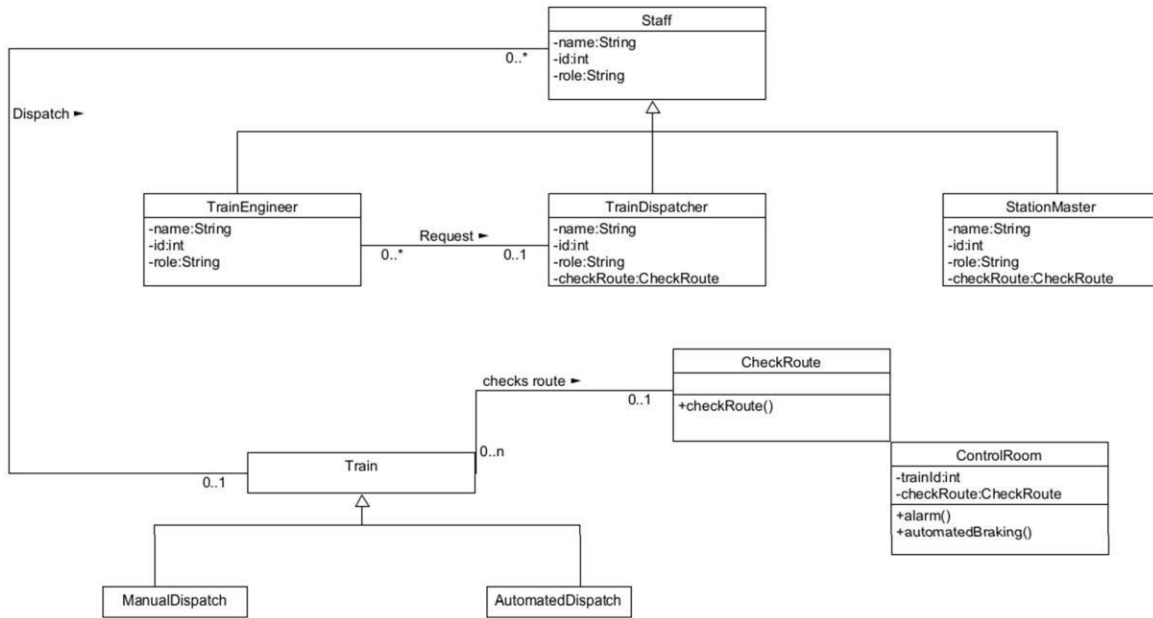 Staff
-name:String
-id:int
-role:String
0..*
Dispatch ►
TrainEngineer
-name:String
-id:int
-role:String
Request ►
0..*
0..1
TrainDispatcher
-name:String
-id:int
-role:String
-checkRoute:CheckRoute
StationMaster
-name:String
-id:int
-role:String
-checkRoute:CheckRoute
checks route ►
0..1
0..n
CheckRoute
+checkRoute()
ControlRoom
-trainId:int
-checkRoute:CheckRoute
+alarm()
+automatedBraking()
Train
0..1
ManualDispatch
AutomatedDispatch